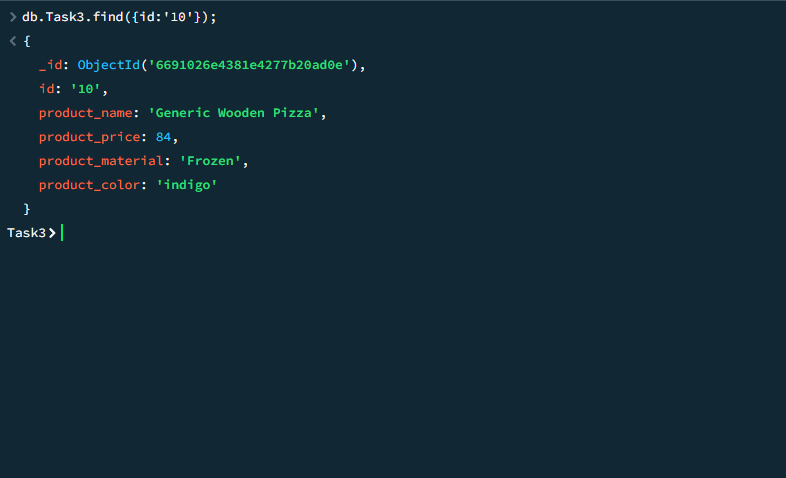 > db.Task3.find({id:'10'});
< {
_id: ObjectId('6691026e4381e4277b20ad0e'),
id: '10',
product_name: 'Generic Wooden Pizza',
product_price: 84,
product_material: 'Frozen',
product_color: 'indigo'
}
Task3>